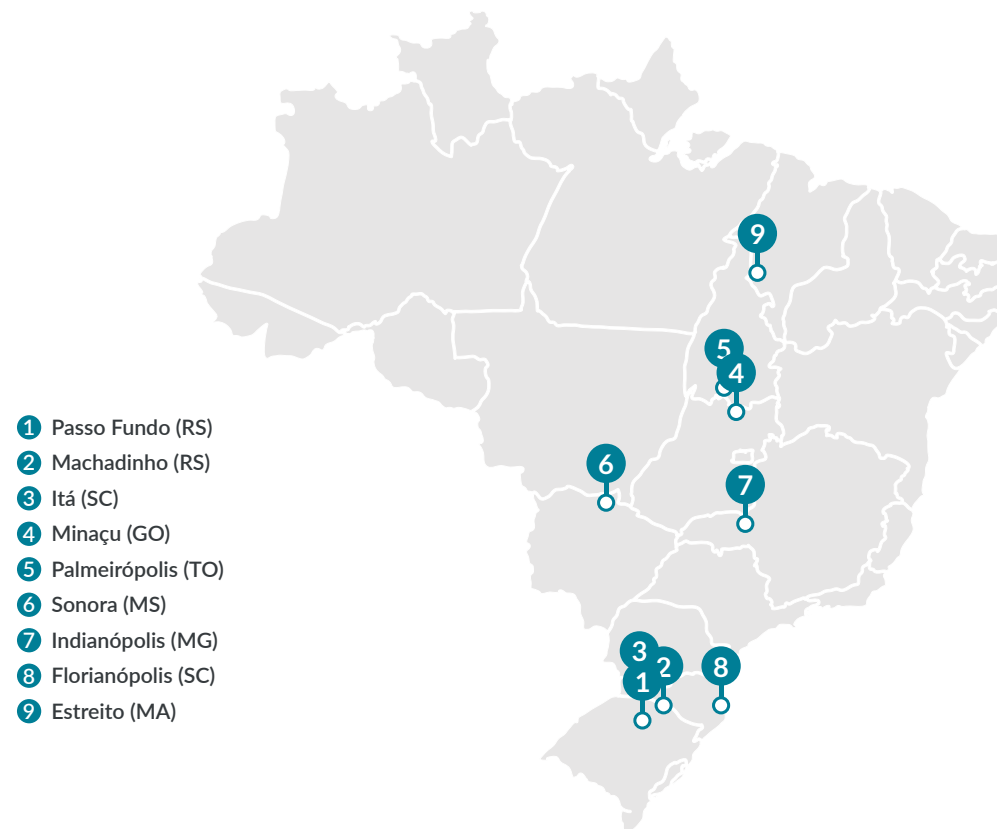 1 Passo Fundo (RS)
2 Machadinho (RS)
3 Itá (SC)
4 Minaçu (GO)
5 Palmeirópolis (TO)
6 Sonora (MS)
7 Indianópolis (MG)
8 Florianópolis (SC)
9 Estreito (MA)
9
5
4
6
7
3
2
8
1